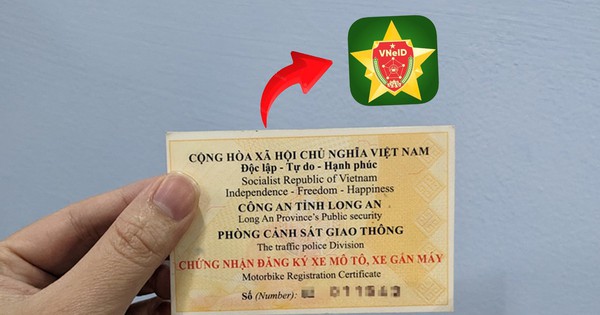 VNeID
CỘNG HÒA XÃ HỘI CHỦ NGHĨA VIỆT NAM
Độc lập - Tự do - Hạnh phúc
Socialist Republic of Vietnam
Independence - Freedom - Happiness
CÔNG AN TỈNH LONG AN
Long An Province's Public security
PHÒNG CẢNH SÁT GIAO THÔNG
The traffic police Division
CHỨNG NHẬN ĐĂNG KÝ XE MÔ TÔ, XE GẮN MÁY
Motorbike Registration Certificate
Số (Number):